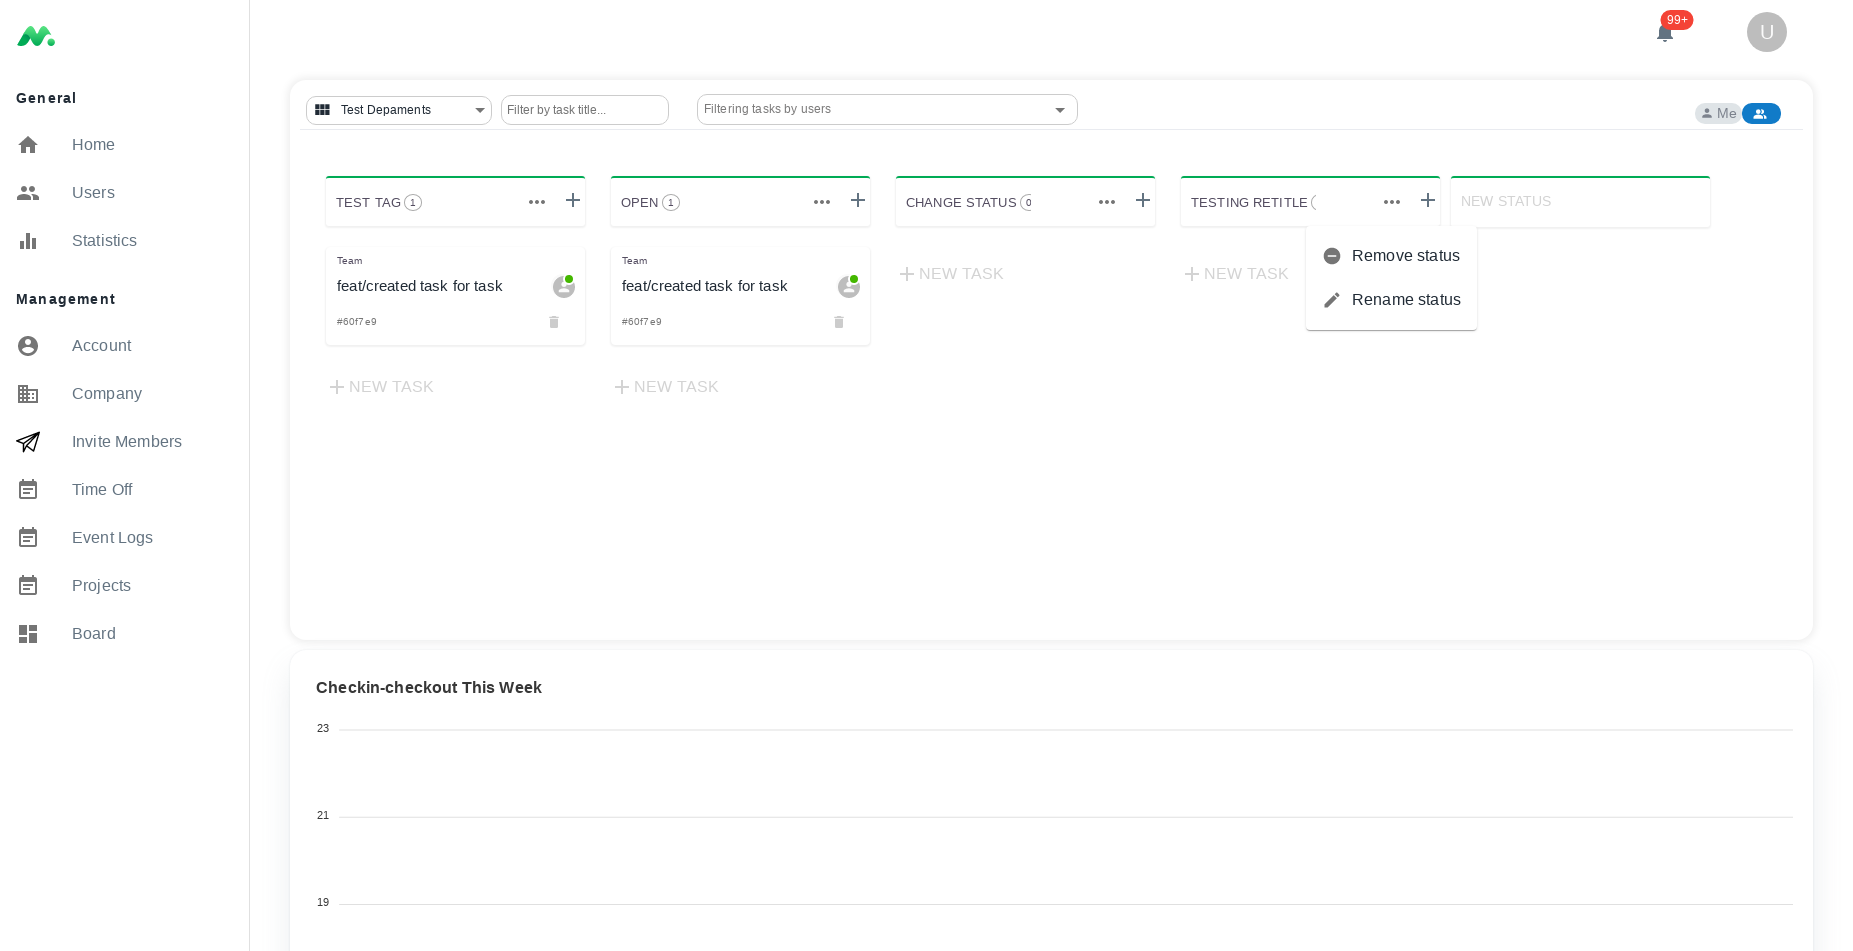 99+
U
General
Home
Users
Statistics
Management
Account
Company
Invite Members
Time Off
Event Logs
Projects
Board
Test Depaments
Filter by task title...
Filtering tasks by users
Me
TEST TAG 1
OPEN 1
CHANGE STATUS 0
TESTING RETITLE
NEW STATUS
Team
feat/created task for task
#60f7e9
NEW TASK
Team
feat/created task for task
#60f7e9
NEW TASK
NEW TASK
NEW TASK
Remove status
Rename status
Checkin-checkout This Week
23
21
19